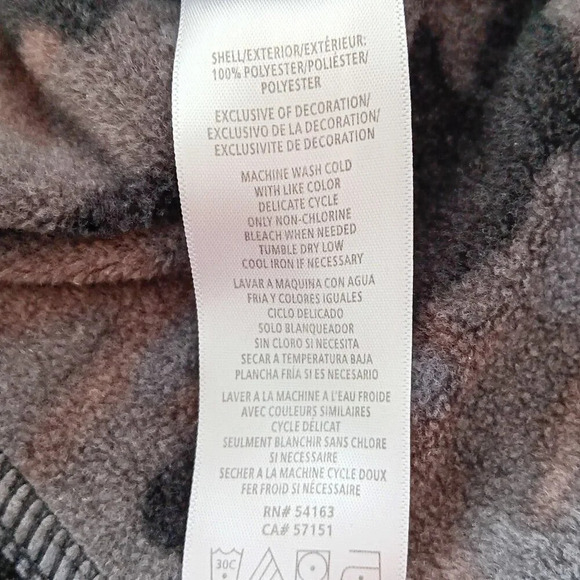 SHELL/EXTERIOR/EXTÉRIEUR:
100% POLYESTER/POLIÉSTER/
POLYESTER
EXCLUSIVE OF DECORATION/
EXCLUSIVO DE LA DECORATION/
EXCLUSIVITE DE DECORATION
MACHINE WASH COLD
WITH LIKE COLOR
DELICATE CYCLE
ONLY NON-CHLORINE
BLEACH WHEN NEEDED
TUMBLE DRY LOW
COOL IRON IF NECESSARY
LAVAR A MAQUINA CON AGUA
FRIA Y COLORES IGUALES
CICLO DELICADO
SOLO BLANQUEADOR
SIN CLORO SI NECESITA
SECAR A TEMPERATURA BAJA
PLANCHA FRÍA SI ES NECESARIO
LAVER A LA MACHINE A L'EAU FROIDE
AVEC COULEURS SIMILAIRES
CYCLE DÉLICAT
SEULMENT BLANCHIR SANS CHLORE
SI NECESSAIRE
SECHER A LA MACHINE CYCLE DOUX
FER FROID SI NÉCESSAIRE
RN# 54163
CA# 57151
30C